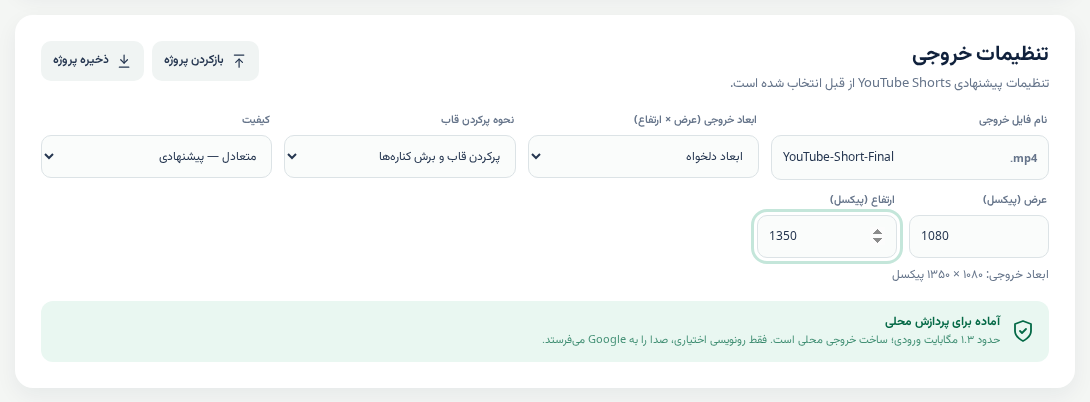 تنظیمات خروجی
بازکردن پروژه
ذخیره پروژه
تنظیمات پیشنهادی YouTube Shorts از قبل انتخاب شده است.
نام فایل خروجی
ابعاد خروجی (عرض × ارتفاع)
نحوه پرکردن قاب
کیفیت
YouTube-Short-Final
.mp4
ابعاد دلخواه
پرکردن قاب و برش کناره‌ها
متعادل — پیشنهادی
عرض (پیکسل)
ارتفاع (پیکسل)
1080
1350
ابعاد خروجی: ۱۰۸۰ × ۱۳۵۰ پیکسل
آماده برای پردازش محلی
حدود ۱.۳ مگابایت ورودی؛ ساخت خروجی محلی است. فقط رونویسی اختیاری، صدا را به Google می‌فرستد.